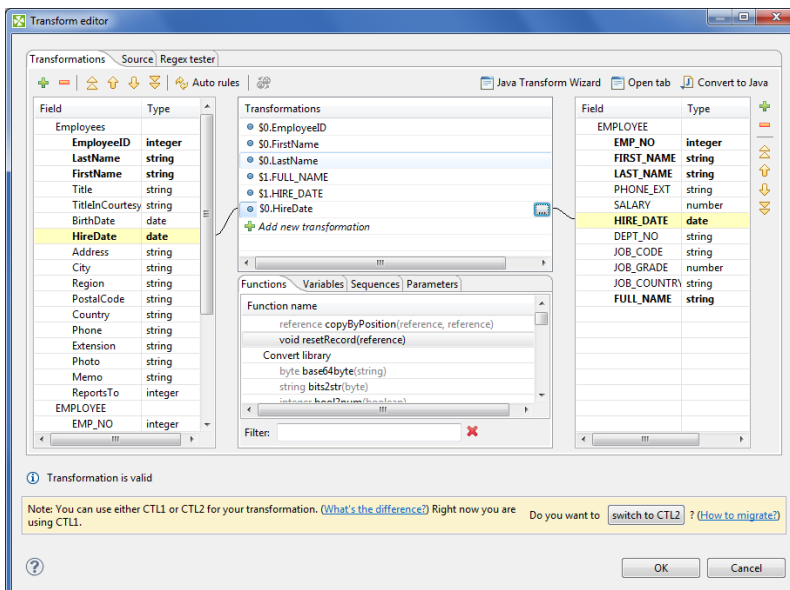 Transform editor
Transformations Source Regex tester
Auto rules Java Transform Wizard Open tab Convert to Java
Field Type
Employees
EmployeeID integer
LastName string
FirstName string
Title string
TitleInCourtesy string
BirthDate date
HireDate date
Address string
City string
Region string
PostalCode string
Country string
Phone string
Extension string
Photo string
Memo string
ReportsTo integer
EMPLOYEE
EMP_NO integer
Transformations
$0.EmployeeID
$0.FirstName
$0.LastName
$1.FULL_NAME
$1.HIRE_DATE
$0.HireDate ...
Add new transformation
Functions Variables Sequences Parameters
Function name
reference copyByPosition(reference, reference)
void resetRecord(reference)
Convert library
byte base64byte(string)
string bits2str(byte)
integer bool2num(boolean)
Filter:
Field Type
EMPLOYEE
EMP_NO integer
FIRST_NAME string
LAST_NAME string
PHONE_EXT string
SALARY number
HIRE_DATE date
DEPT_NO string
JOB_CODE string
JOB_GRADE number
JOB_COUNTRY string
FULL_NAME string
Transformation is valid
Note: You can use either CTL1 or CTL2 for your transformation. (What's the difference?) Right now you are
using CTL1.
Do you want to switch to CTL2 ? (How to migrate?)
? OK Cancel